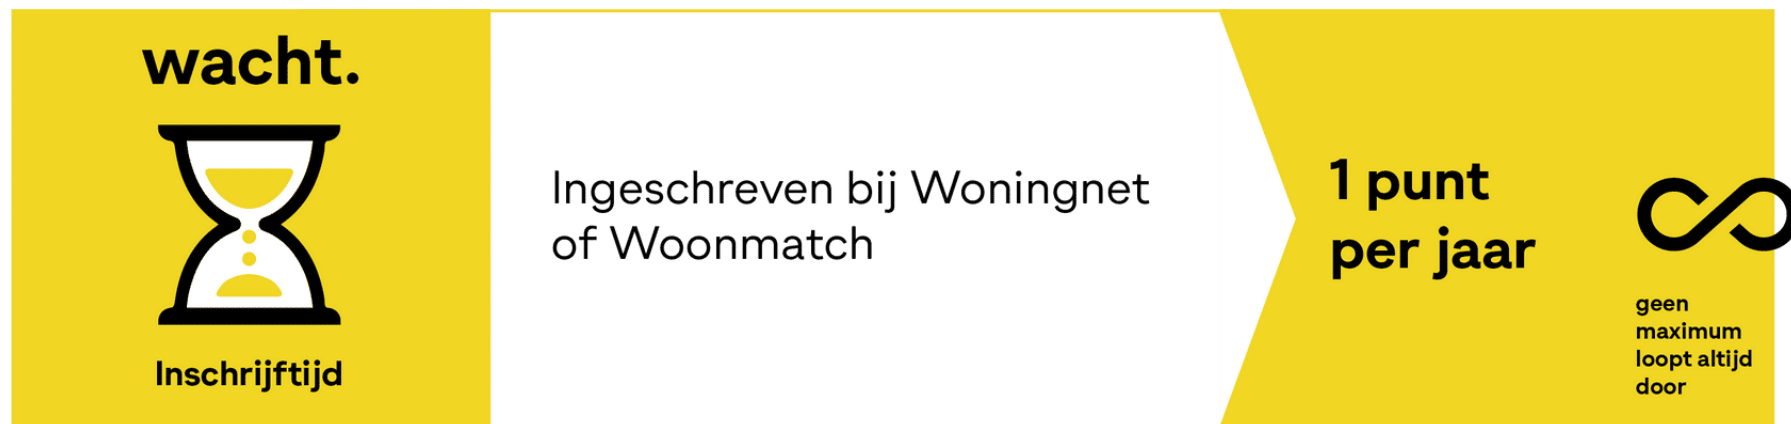 wacht.
Inschrijftijd
Ingeschreven bij Woningnet
of Woonmatch
1 punt
per jaar
geen
maximum
loopt altijd
door